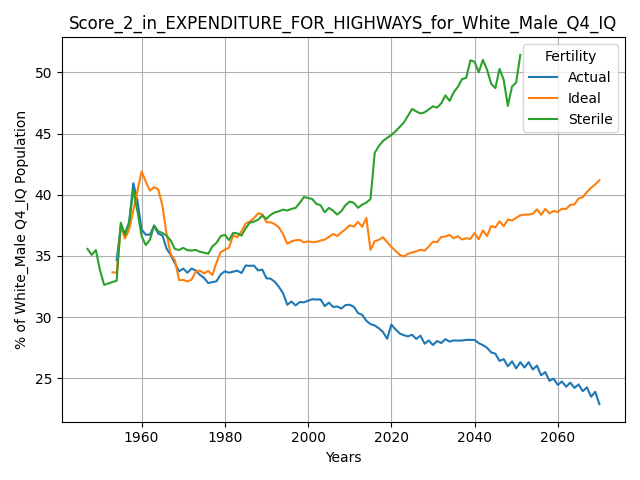 Score_2_in_EXPENDITURE_FOR_HIGHWAYS_for_White_Male_Q4_IQ
Fertility
Actual
Ideal
Sterile
% of White_Male Q4_IQ Population
50
45
40
35
30
25
1960
1980
2000
2020
2040
2060
Years